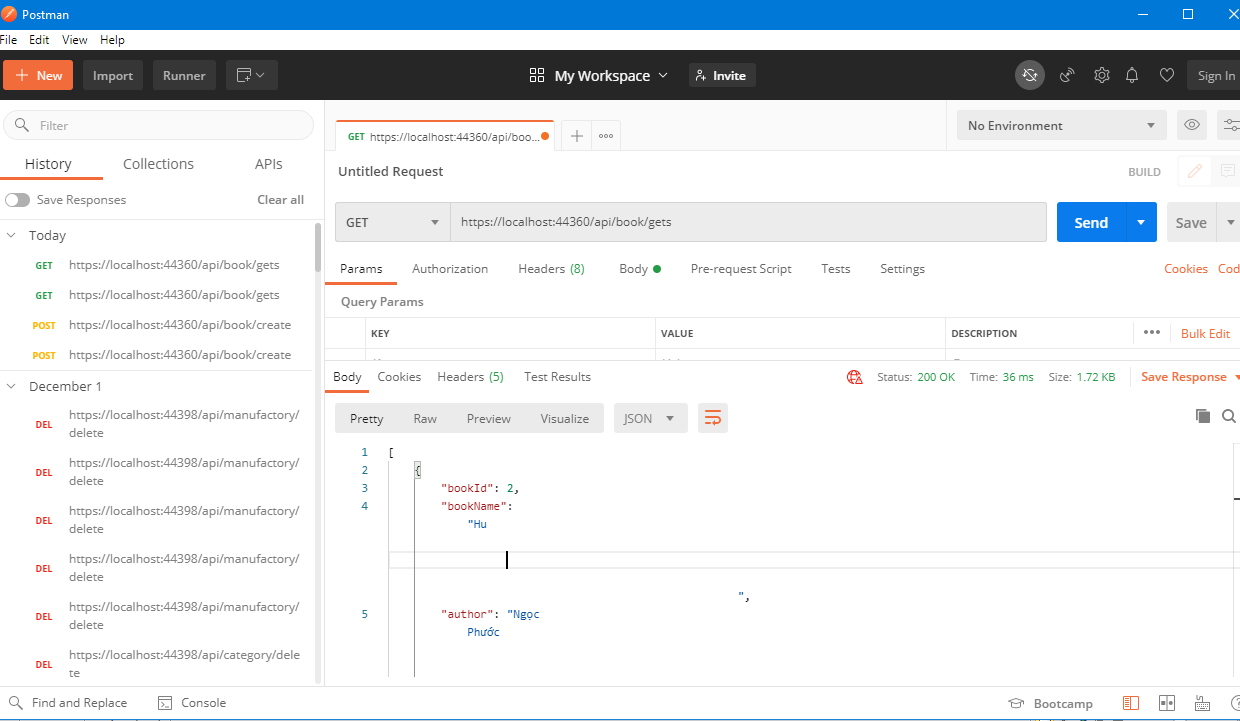 Postman
File Edit View Help
New Import Runner My Workspace Invite Sign In
Filter
History Collections APIs
Save Responses Clear all
Today
GET https://localhost:44360/api/book/gets
GET https://localhost:44360/api/book/gets
POST https://localhost:44360/api/book/create
POST https://localhost:44360/api/book/create
December 1
DEL https://localhost:44398/api/manufactory/
delete
DEL https://localhost:44398/api/manufactory/
delete
DEL https://localhost:44398/api/manufactory/
delete
DEL https://localhost:44398/api/manufactory/
delete
DEL https://localhost:44398/api/manufactory/
delete
DEL https://localhost:44398/api/category/dele
te
GET https://localhost:44360/api/boo...
No Environment
Untitled Request BUILD
GET https://localhost:44360/api/book/gets Send Save
Params Authorization Headers (8) Body Pre-request Script Tests Settings Cookies Cod
Query Params
KEY VALUE DESCRIPTION Bulk Edit
Body Cookies Headers (5) Test Results Status: 200 OK Time: 36 ms Size: 1.72 KB Save Response
Pretty Raw Preview Visualize JSON
1 [
2 {
3 "bookId": 2,
4 "bookName":
"Hu
",
5 "author": "Ngọc
Phước
Find and Replace Console Bootcamp